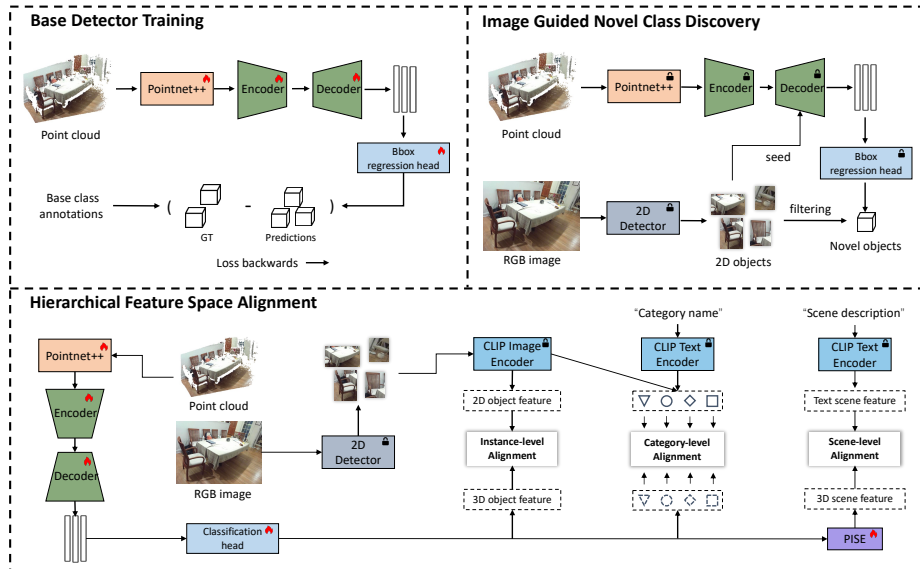 Base Detector Training
Pointnet++
Encoder
Decoder
Point cloud
Bbox
regression head
Base class
annotations
(
-
)
GT
Predictions
Loss backwards
Image Guided Novel Class Discovery
Pointnet++
Encoder
Decoder
Point cloud
seed
Bbox
regression head
2D
Detector
filtering
RGB image
2D objects
Novel objects
Hierarchical Feature Space Alignment
Pointnet++
Encoder
Decoder
Point cloud
RGB image
2D
Detector
Classification
head
CLIP Image
Encoder
2D object feature
Instance-level
Alignment
3D object feature
"Category name"
CLIP Text
Encoder
Category-level
Alignment
"Scene description"
CLIP Text
Encoder
Text scene feature
Scene-level
Alignment
3D scene feature
PISE